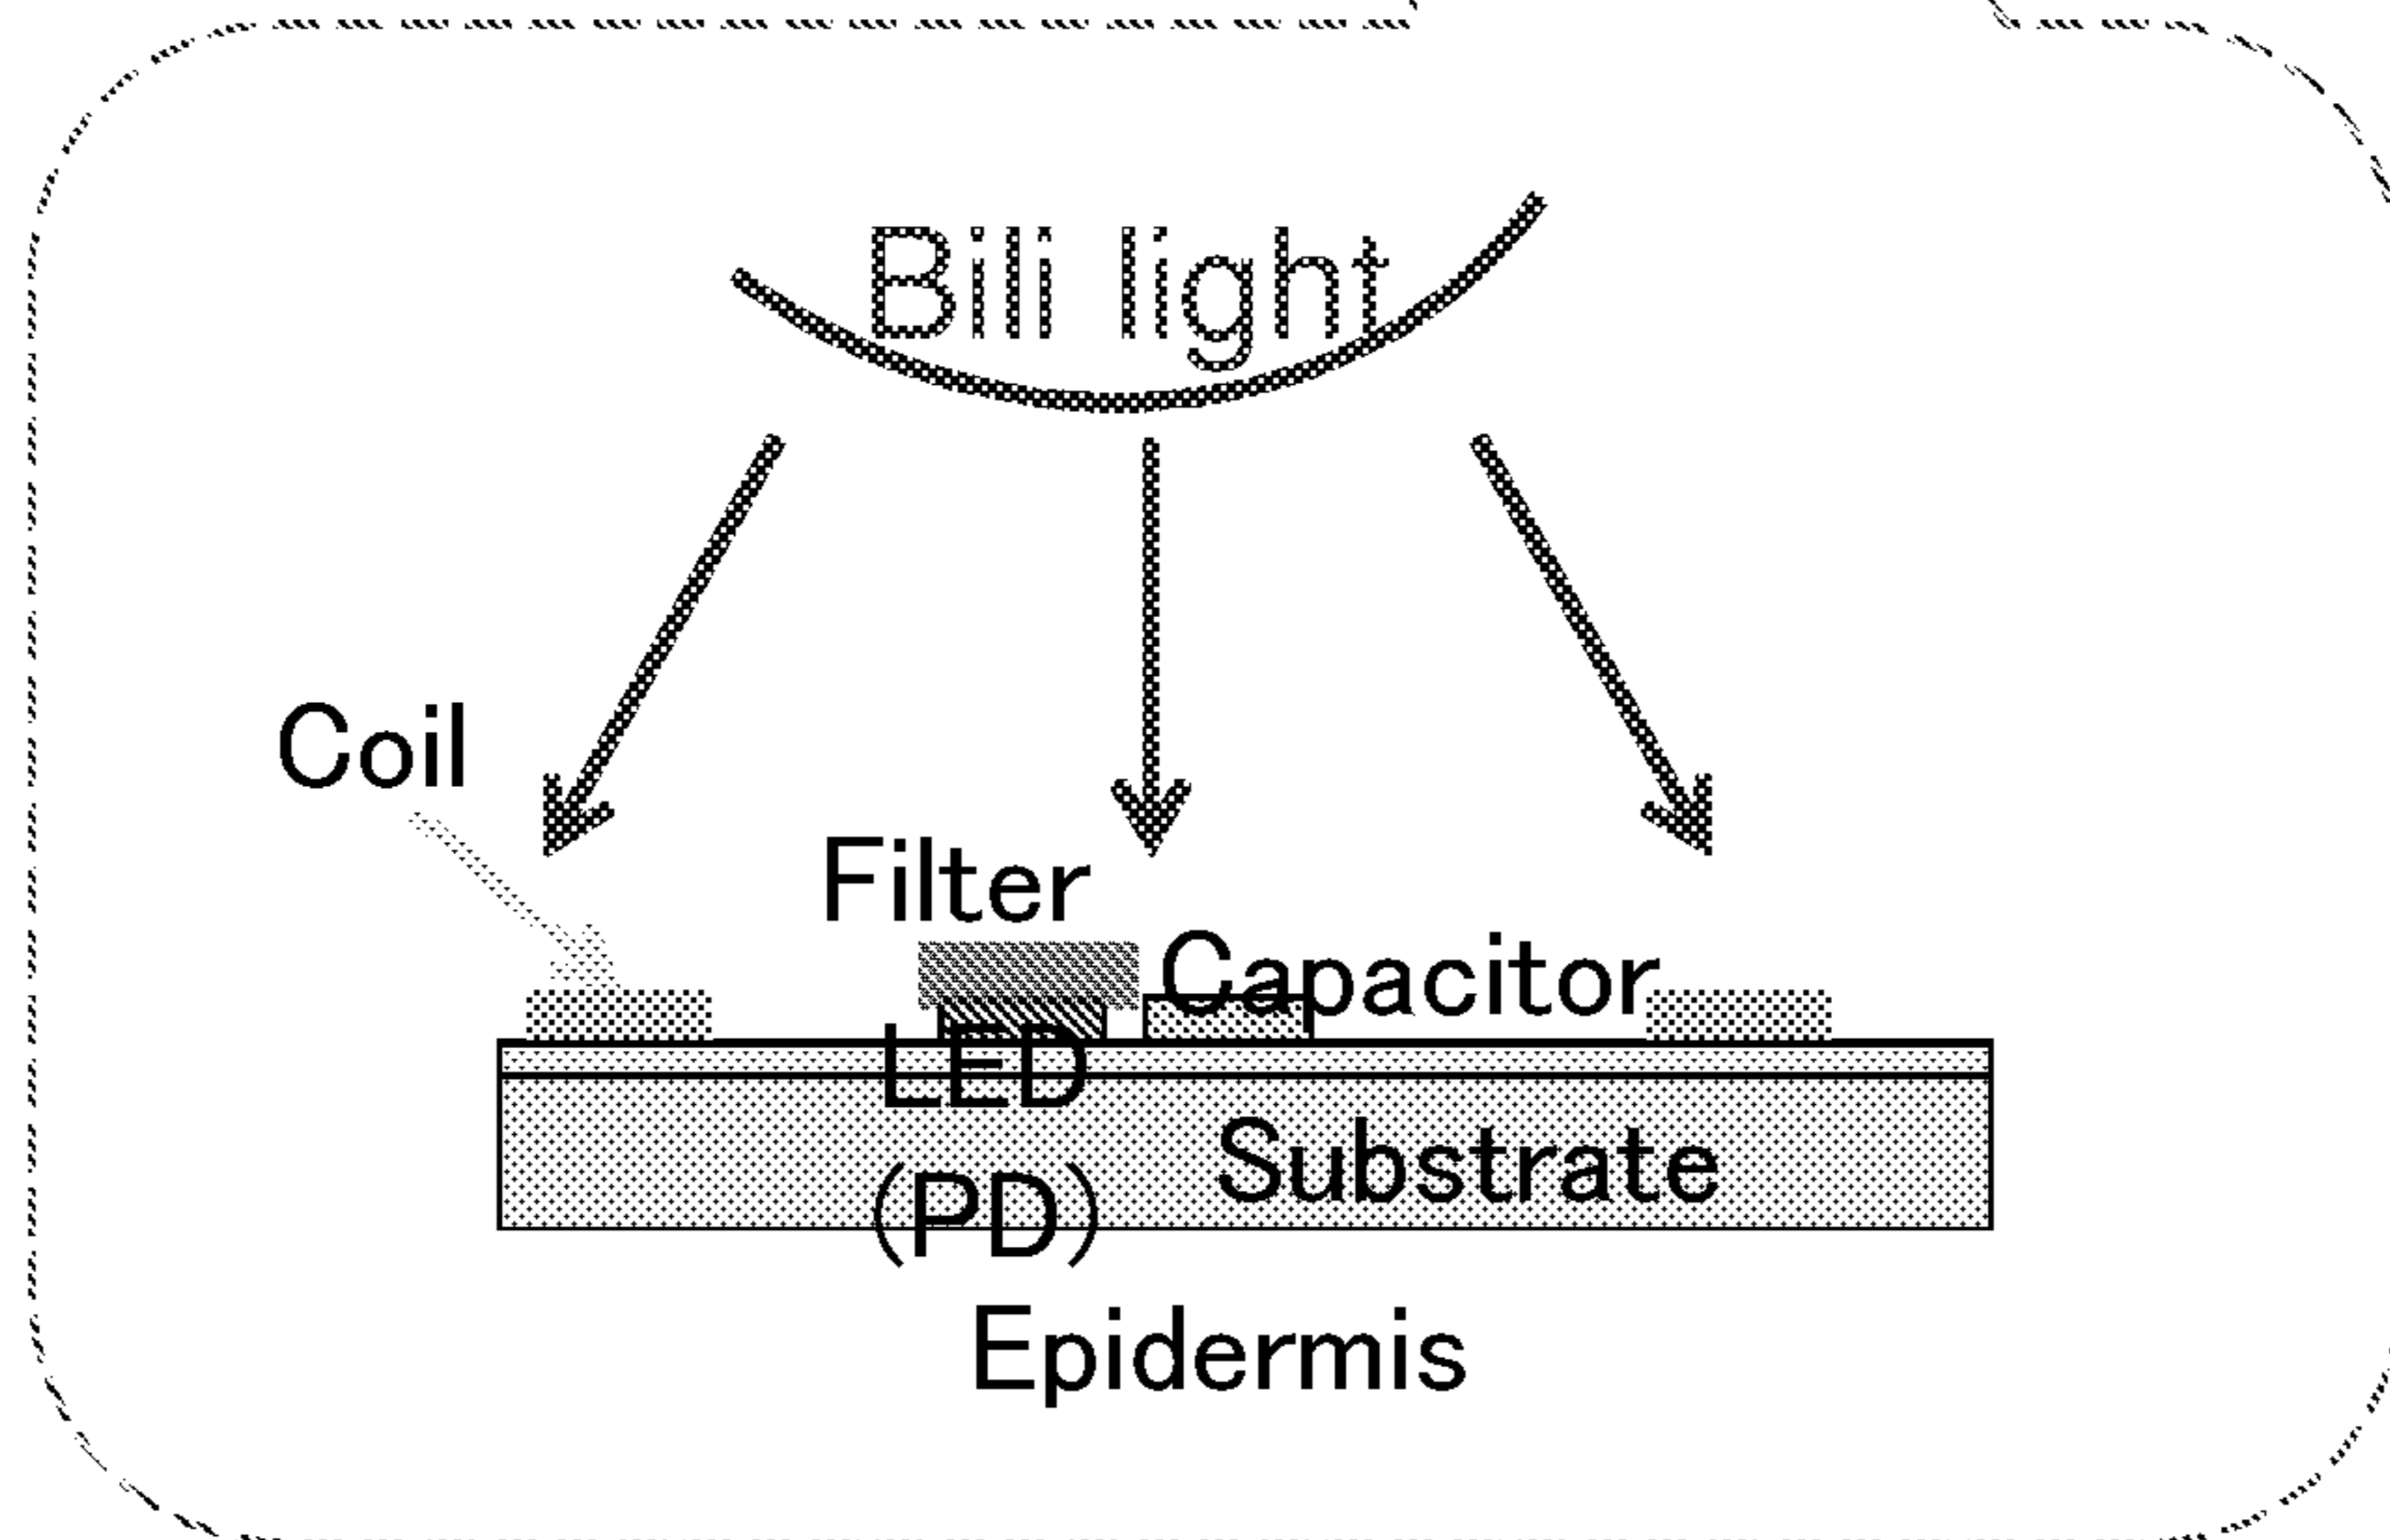 Bili light
Coil
Filter
Capacitor
LED
(PD)
Substrate
Epidermis